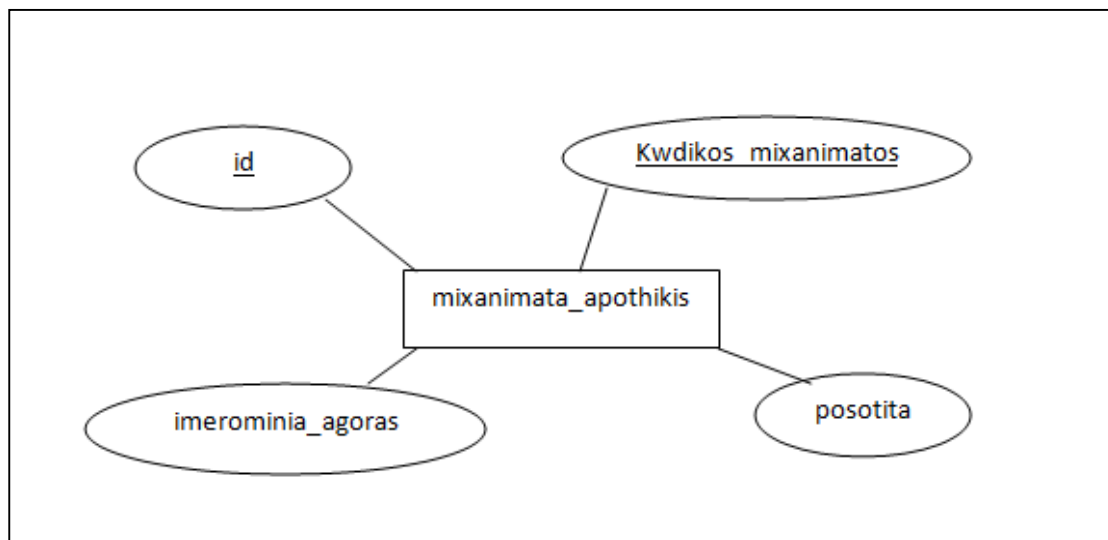 id
Kwdikos_mixanimatos
mixanimata_apothikis
imerominia_agoras
posotita